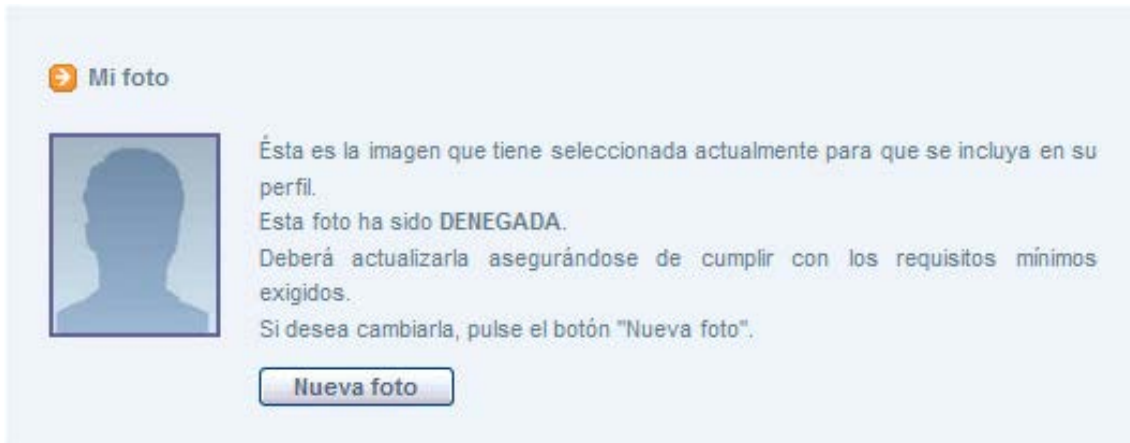 Mi foto
Ésta es la imagen que tiene seleccionada actualmente para que se incluya en su
perfil.
Esta foto ha sido DENEGADA.
Deberá actualizarla asegurándose de cumplir con los requisitos mínimos
exigidos.
Si desea cambiarla, pulse el botón "Nueva foto".
Nueva foto